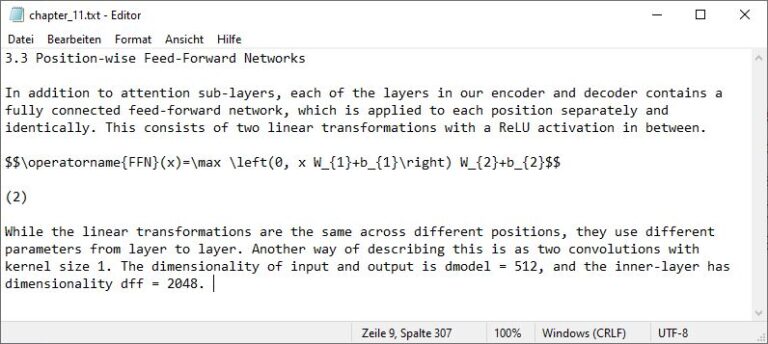 chapter_11.txt - Editor
Datei Bearbeiten Format Ansicht Hilfe
3.3 Position-wise Feed-Forward Networks
In addition to attention sub-layers, each of the layers in our encoder and decoder contains a
fully connected feed-forward network, which is applied to each position separately and
identically. This consists of two linear transformations with a ReLU activation in between.
$$\operatorname{FFN}(x)=\max \left(0, x W_{1}+b_{1}\right) W_{2}+b_{2}$$
(2)
While the linear transformations are the same across different positions, they use different
parameters from layer to layer. Another way of describing this is as two convolutions with
kernel size 1. The dimensionality of input and output is dmodel = 512, and the inner-layer has
dimensionality dff = 2048.
Zeile 9, Spalte 307 100% Windows (CRLF) UTF-8